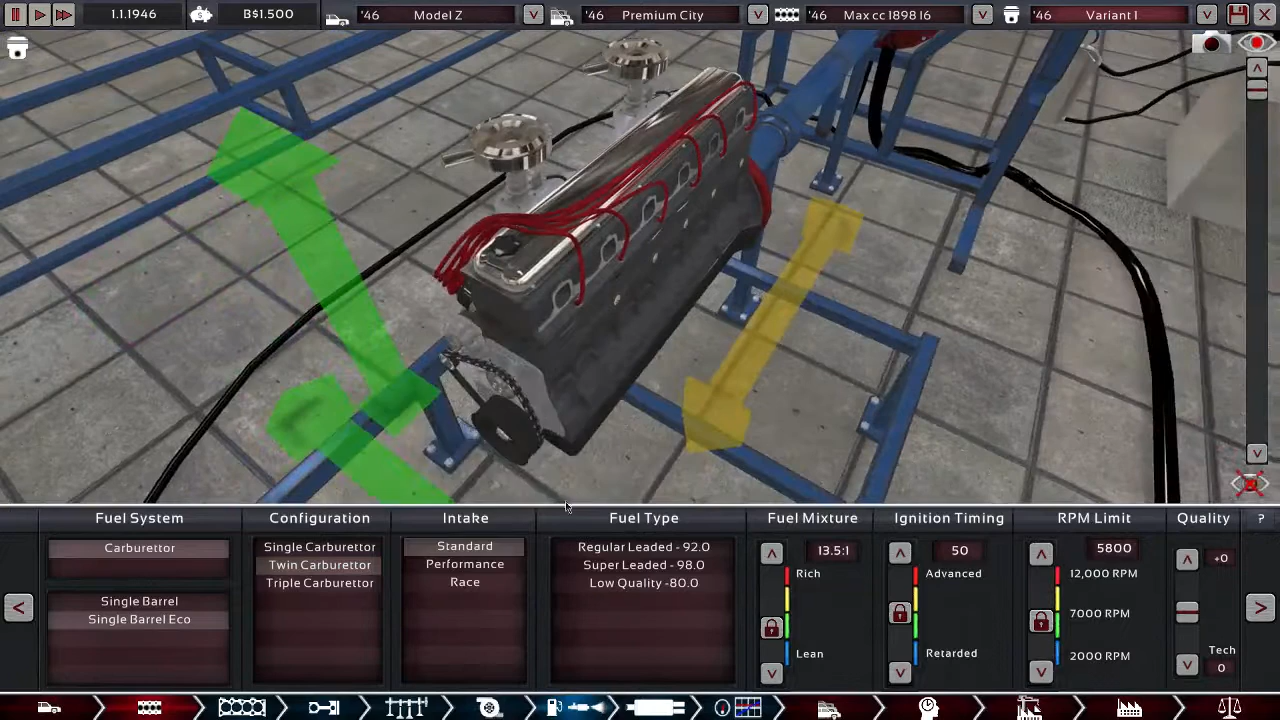 1.1.1946
B$1.500
'46 Model Z
'46 Premium City
'46 Max cc 1898 I6
'46 Variant 1
Fuel System
Configuration
Intake
Fuel Type
Fuel Mixture
Ignition Timing
RPM Limit
Quality
?
Carburettor
Single Barrel
Single Barrel Eco
Single Carburettor
Twin Carburettor
Triple Carburettor
Standard
Performance
Race
Regular Leaded - 92.0
Super Leaded - 98.0
Low Quality -80.0
13.5:1
Rich
Lean
50
Advanced
Retarded
5800
12,000 RPM
7000 RPM
2000 RPM
+0
Tech
0